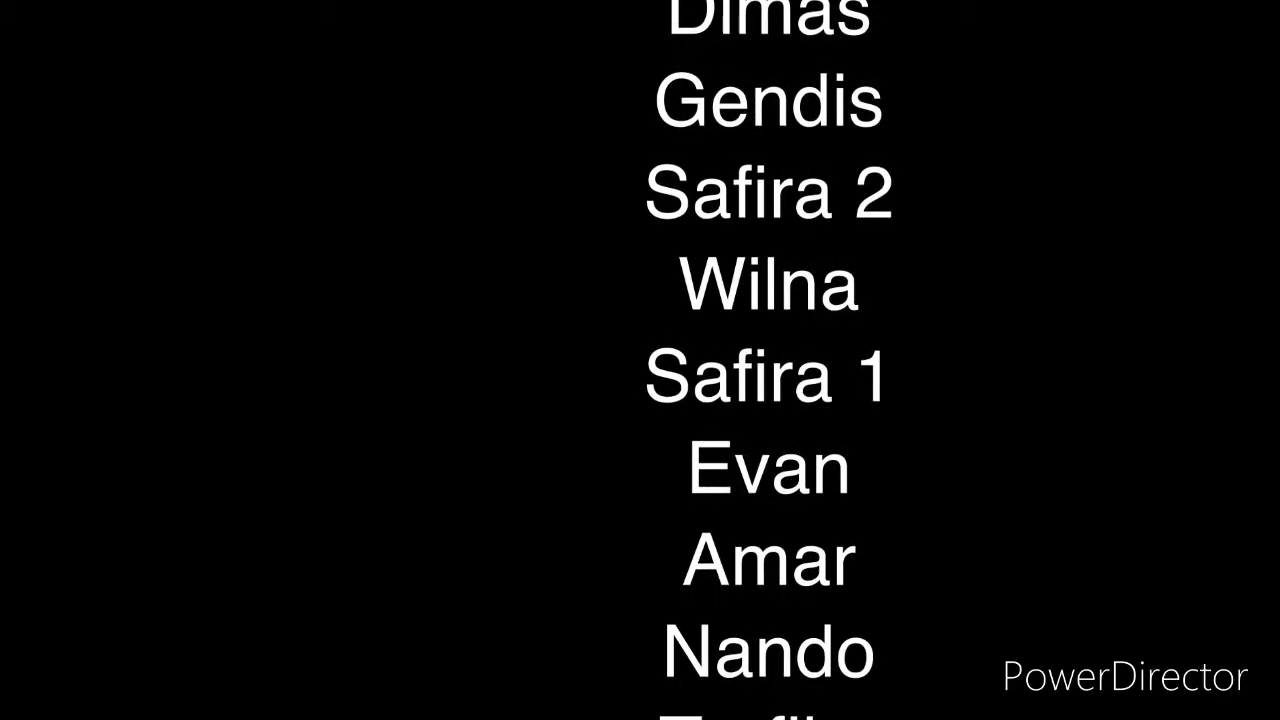 Dimas
Gendis
Safira 2
Wilna
Safira 1
Evan
Amar
Nando
PowerDirector